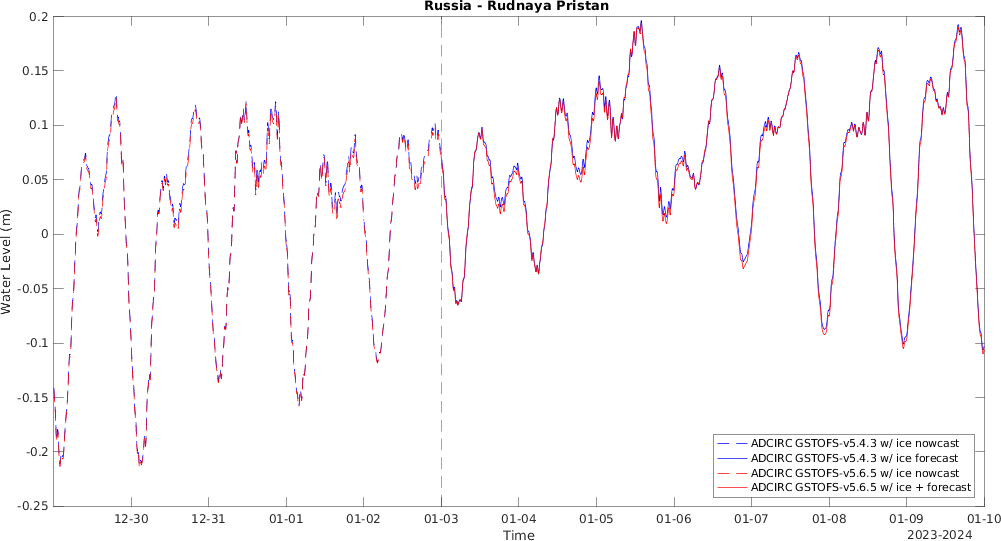 Russia - Rudnaya Pristan
0.2
0.15
0.1
0.05
0
-0.05
-0.1
-0.15
-0.2
-0.25
Water Level (m)
ADCIRC GSTOFS-v5.4.3 w/ ice nowcast
ADCIRC GSTOFS-v5.4.3 w/ ice forecast
ADCIRC GSTOFS-v5.6.5 w/ ice nowcast
ADCIRC GSTOFS-v5.6.5 w/ ice + forecast
12-30 12-31 01-01 01-02 01-03 01-04 01-05 01-06 01-07 01-08 01-09 01-10
Time
2023-2024